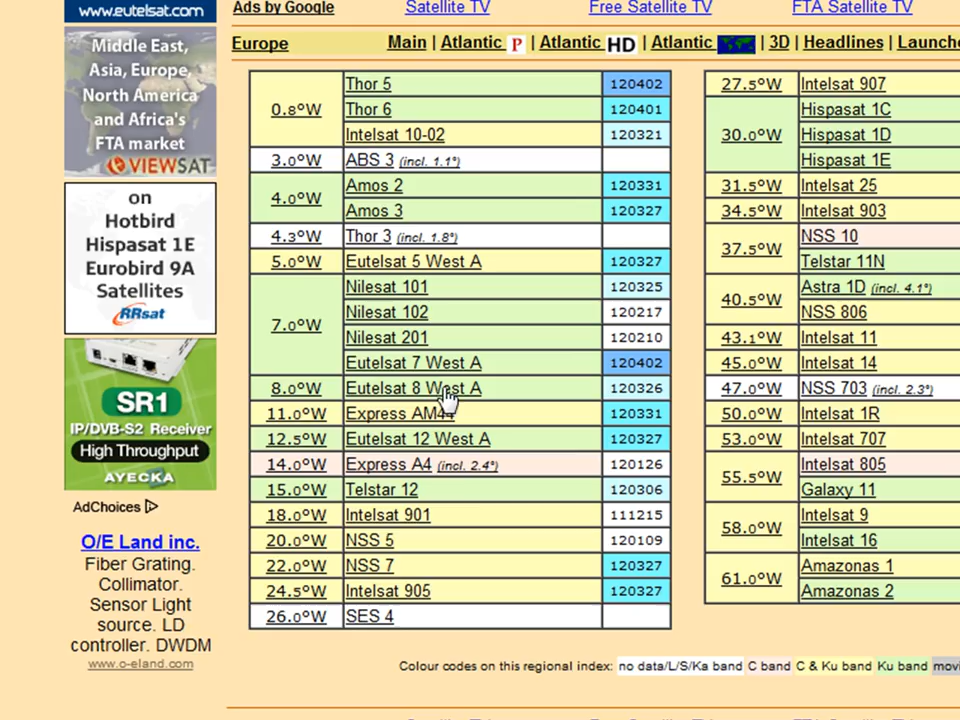 www.eutelsat.com
Middle East,
Asia, Europe,
North America
and Africa's
FTA market
VIEWSAT
on
Hotbird
Hispasat 1E
Eurobird 9A
Satellites
RRsat
SR1
IP/DVB-S2 Receiver
High Throughput
AYECKA
AdChoices
O/E Land inc.
Fiber Grating.
Collimator.
Sensor Light
source. LD
controller. DWDM
www.o-eland.com
Ads by Google Satellite TV Free Satellite TV FTA Satellite TV
Europe Main | Atlantic P | Atlantic HD | Atlantic | 3D | Headlines | Launche
0.8°W Thor 5 120402
Thor 6 120401
Intelsat 10-02 120321
3.0°W ABS 3 (incl. 1.1°)
4.0°W Amos 2 120331
Amos 3 120327
4.3°W Thor 3 (incl. 1.8°)
5.0°W Eutelsat 5 West A 120327
7.0°W Nilesat 101 120325
Nilesat 102 120217
Nilesat 201 120210
Eutelsat 7 West A 120402
8.0°W Eutelsat 8 West A 120326
11.0°W Express AM44 120331
12.5°W Eutelsat 12 West A 120327
14.0°W Express A4 (incl. 2.4°) 120126
15.0°W Telstar 12 120306
18.0°W Intelsat 901 111215
20.0°W NSS 5 120109
22.0°W NSS 7 120327
24.5°W Intelsat 905 120327
26.0°W SES 4
27.5°W Intelsat 907
30.0°W Hispasat 1C
Hispasat 1D
Hispasat 1E
31.5°W Intelsat 25
34.5°W Intelsat 903
37.5°W NSS 10
Telstar 11N
40.5°W Astra 1D (incl. 4.1°)
NSS 806
43.1°W Intelsat 11
45.0°W Intelsat 14
47.0°W NSS 703 (incl. 2.3°)
50.0°W Intelsat 1R
53.0°W Intelsat 707
55.5°W Intelsat 805
Galaxy 11
58.0°W Intelsat 9
Intelsat 16
61.0°W Amazonas 1
Amazonas 2
Colour codes on this regional index: no data/L/S/Ka band C band C & Ku band Ku band movi